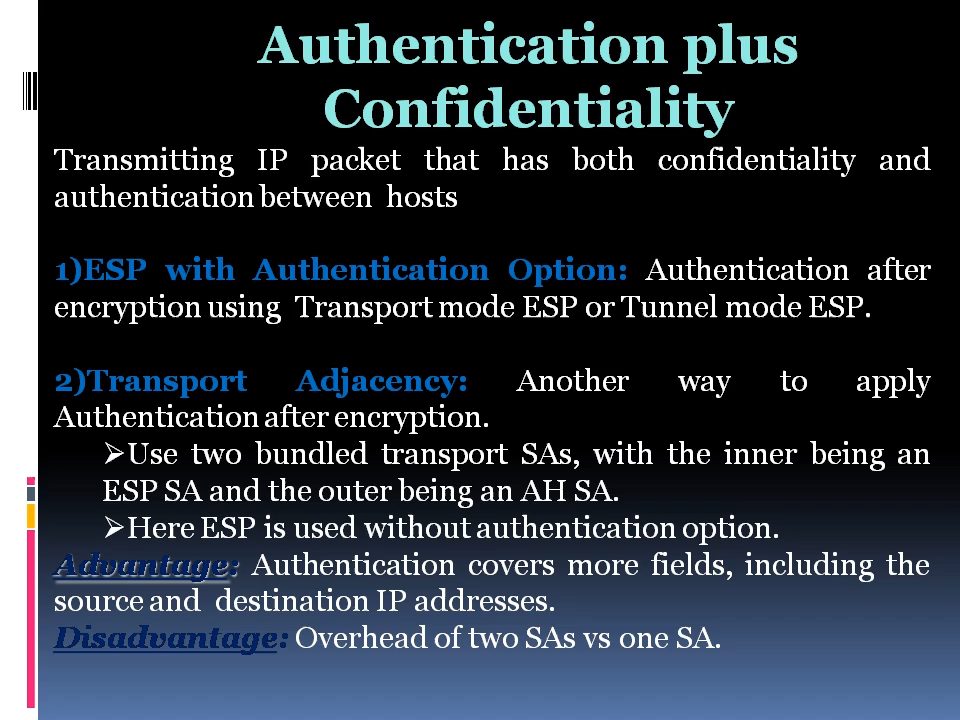 Authentication plus
Confidentiality
Transmitting IP packet that has both confidentiality and
authentication between hosts
1)ESP with Authentication Option: Authentication after
encryption using Transport mode ESP or Tunnel mode ESP.
2)Transport Adjacency: Another way to apply
Authentication after encryption.
➢Use two bundled transport SAs, with the inner being an
ESP SA and the outer being an AH SA.
➢Here ESP is used without authentication option.
Advantage: Authentication covers more fields, including the
source and destination IP addresses.
Disadvantage: Overhead of two SAs vs one SA.